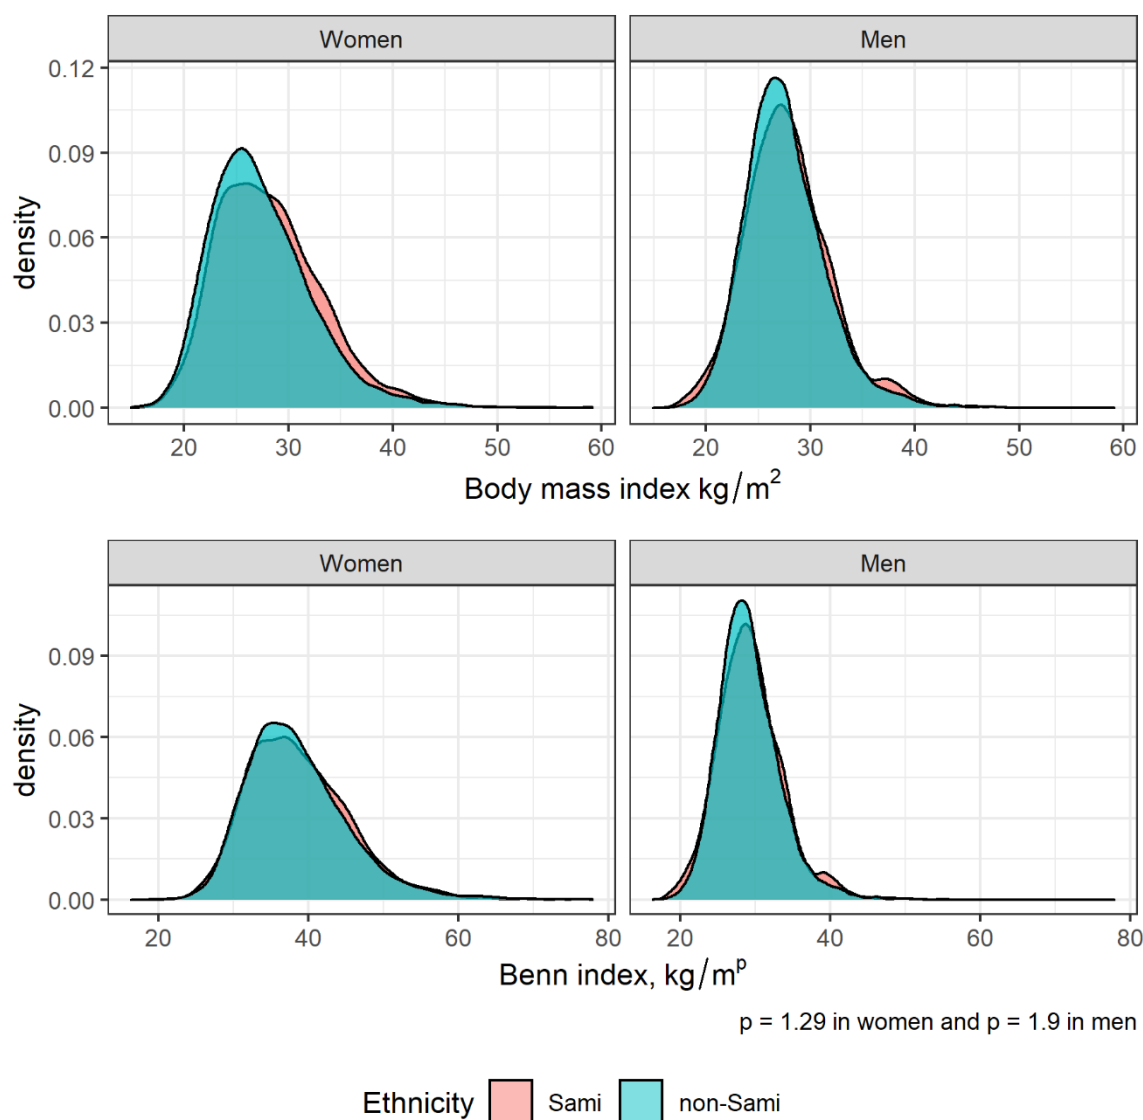 Women Men
0.12
0.09
0.06
0.03
0.00
density
20 30 40 50 60 20 30 40 50 60
Body mass index kg/m²
Women Men
0.09
0.06
0.03
0.00
density
20 40 60 80 20 40 60 80
Benn index, kg/mᵖ
p = 1.29 in women and p = 1.9 in men
Ethnicity Sami non-Sami